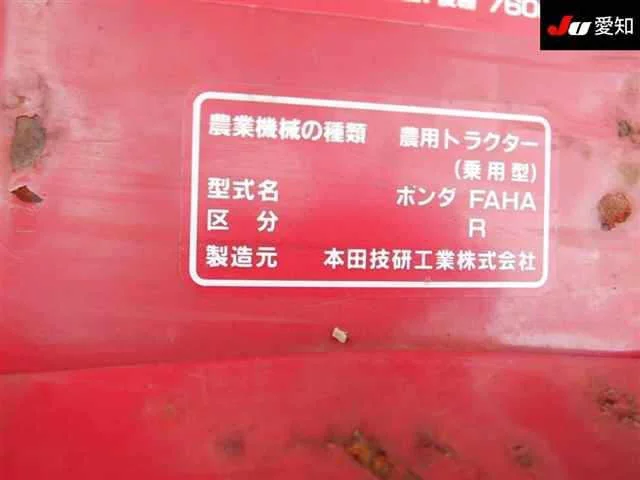 760
JU 愛知
農業機械の種類 農用トラクター
(乗用型)
型式名 ホンダ FAHA
区分 R
製造元 本田技研工業株式会社